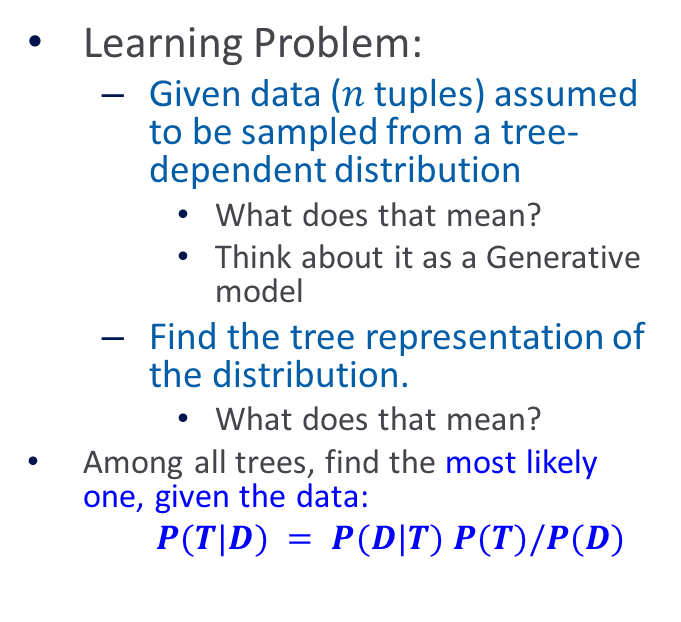 • Learning Problem:
– Given data (n tuples) assumed
to be sampled from a tree-
dependent distribution
• What does that mean?
• Think about it as a Generative
model
– Find the tree representation of
the distribution.
• What does that mean?
• Among all trees, find the most likely
one, given the data:
P(T|D) = P(D|T) P(T)/P(D)